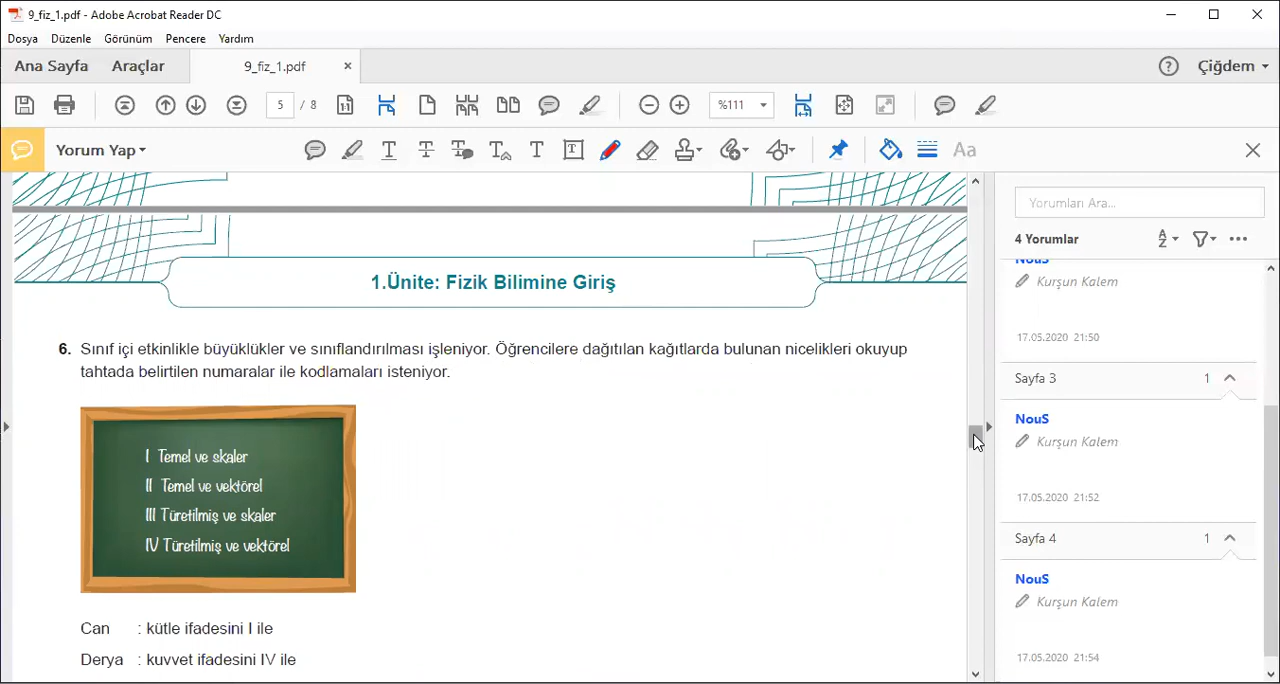 9_fiz_1.pdf - Adobe Acrobat Reader DC
Dosya Düzenle Görünüm Pencere Yardım
Ana Sayfa Araçlar 9_fiz_1.pdf Çiğdem
5 / 8 %111
Yorum Yap
Aa
Yorumları Ara...
4 Yorumlar
NouS
Kurşun Kalem
17.05.2020 21:50
Sayfa 3 1
NouS
Kurşun Kalem
17.05.2020 21:52
Sayfa 4 1
NouS
Kurşun Kalem
17.05.2020 21:54
1.Ünite: Fizik Bilimine Giriş
6. Sınıf içi etkinlikle büyüklükler ve sınıflandırılması işleniyor. Öğrencilere dağıtılan kağıtlarda bulunan nicelikleri okuyup
tahtada belirtilen numaralar ile kodlamaları isteniyor.
I Temel ve skaler
II Temel ve vektörel
III Türetilmiş ve skaler
IV Türetilmiş ve vektörel
Can : kütle ifadesini I ile
Derya : kuvvet ifadesini IV ile